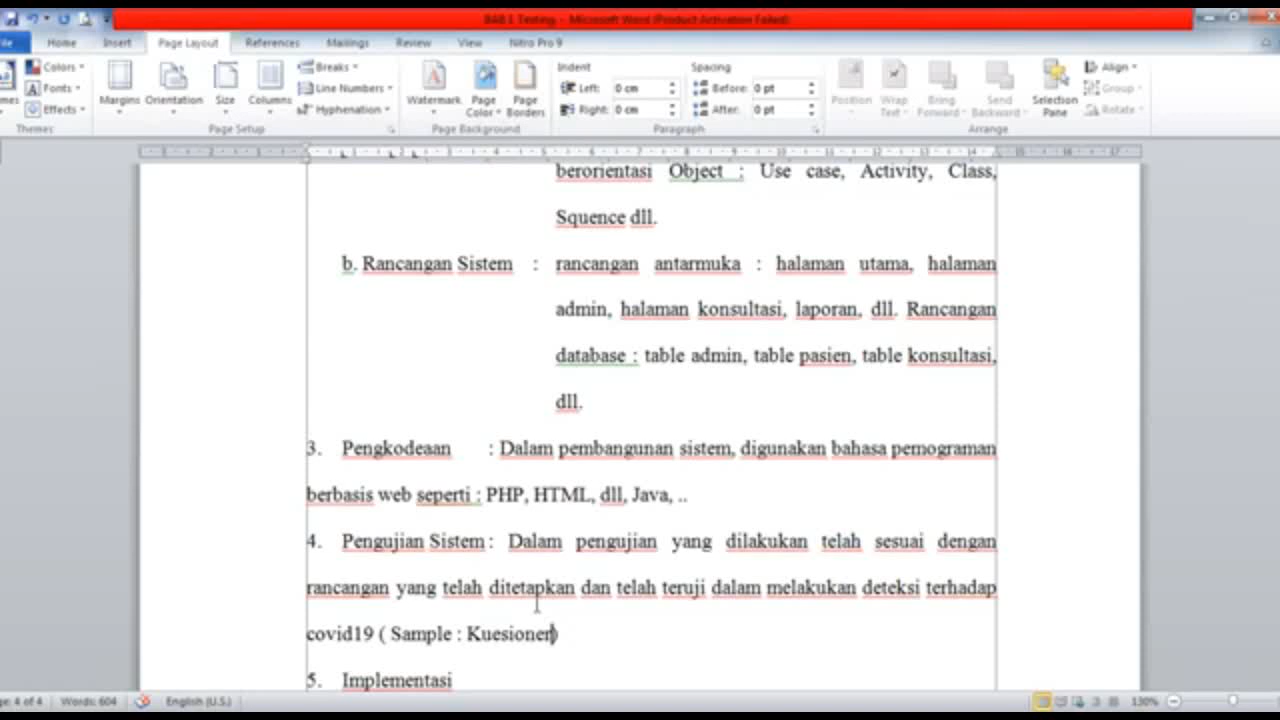 BAB 1 Testing - Microsoft Word (Product Activation Failed)
File Home Insert Page Layout References Mailings Review View Nitro Pro 9
Colors Fonts Effects Themes
Margins Orientation Size Columns Breaks Line Numbers Hyphenation Page Setup
Watermark Page Color Page Borders Page Background
Indent Left: 0 cm Right: 0 cm Spacing Before: 0 pt After: 0 pt Paragraph
Position Wrap Text Bring Forward Send Backward Selection Pane Align Group Rotate Arrange
berorientasi Object : Use case, Activity, Class,
Squence dll.
b. Rancangan Sistem : rancangan antarmuka : halaman utama, halaman
admin, halaman konsultasi, laporan, dll. Rancangan
database : table admin, table pasien, table konsultasi,
dll.
3. Pengkodeaan : Dalam pembangunan sistem, digunakan bahasa pemograman
berbasis web seperti : PHP, HTML, dll, Java, ..
4. Pengujian Sistem : Dalam pengujian yang dilakukan telah sesuai dengan
rancangan yang telah ditetapkan dan telah teruji dalam melakukan deteksi terhadap
covid19 ( Sample : Kuesioner)
5. Implementasi
ge: 4 of 4 Words: 604 English (U.S.) 130%